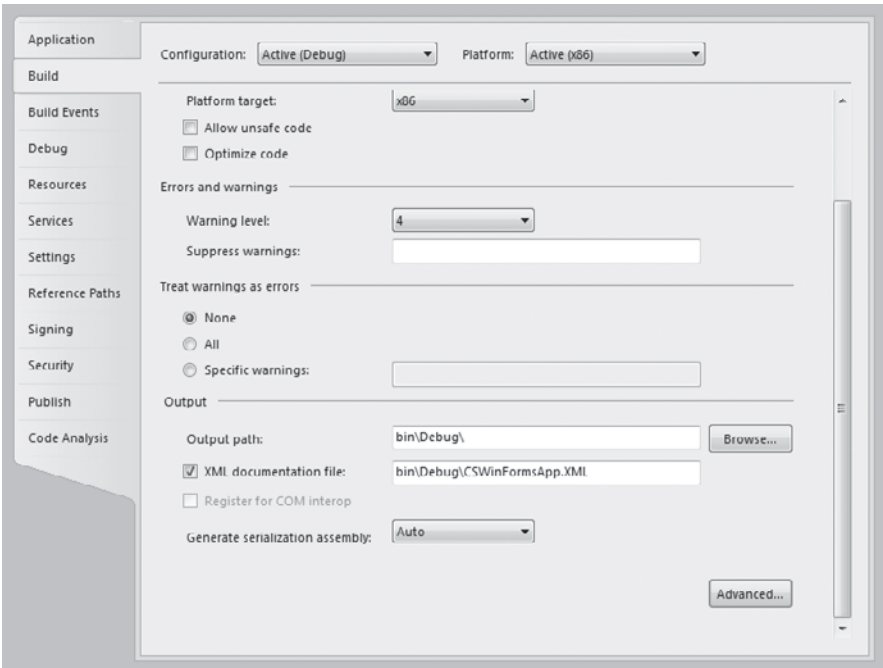 Application
Build
Build Events
Debug
Resources
Services
Settings
Reference Paths
Signing
Security
Publish
Code Analysis
Configuration: Active (Debug) Platform: Active (x86)
Platform target: x86
Allow unsafe code
Optimize code
Errors and warnings
Warning level: 4
Suppress warnings:
Treat warnings as errors
None
All
Specific warnings:
Output
Output path: bin\Debug\ Browse...
XML documentation file: bin\Debug\CSWinFormsApp.XML
Register for COM interop
Generate serialization assembly: Auto
Advanced...